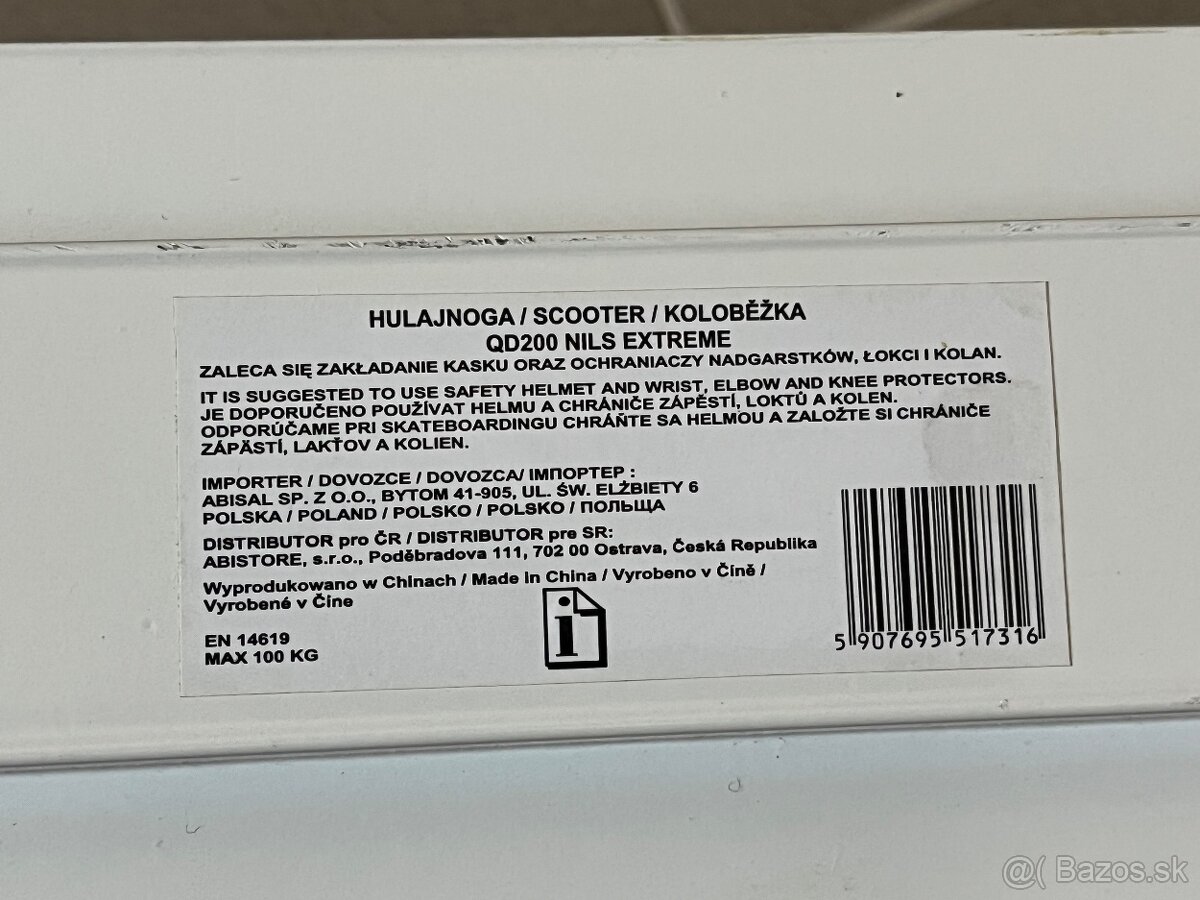 HULAJNOGA / SCOOTER / KOLOBĚŽKA
QD200 NILS EXTREME
ZALECA SIĘ ZAKŁADANIE KASKU ORAZ OCHRANIACZY NADGARSTKÓW, ŁOKCI I KOLAN.
IT IS SUGGESTED TO USE SAFETY HELMET AND WRIST, ELBOW AND KNEE PROTECTORS.
JE DOPORUČENO POUŽÍVAT HELMU A CHRÁNIČE ZÁPĚSTÍ, LOKTŮ A KOLEN.
ODPORÚČAME PRI SKATEBOARDINGU CHRÁŇTE SA HELMOU A ZALOŽTE SI CHRÁNIČE
ZÁPÄSTÍ, LAKŤOV A KOLIEN.
IMPORTER / DOVOZCE / DOVOZCA/ ІМПОРТЕР :
ABISAL SP. Z O.O., BYTOM 41-905, UL. ŚW. ELŻBIETY 6
POLSKA / POLAND / POLSKO / POLSKO / ПОЛЬЩА
DISTRIBUTOR pro ČR / DISTRIBUTOR pre SR:
ABISTORE, s.r.o., Poděbradova 111, 702 00 Ostrava, Česká Republika
Wyprodukowano w Chinach / Made in China / Vyrobeno v Číně /
Vyrobené v Číne
EN 14619
MAX 100 KG
i
5 907695 517316
@( Bazos.sk